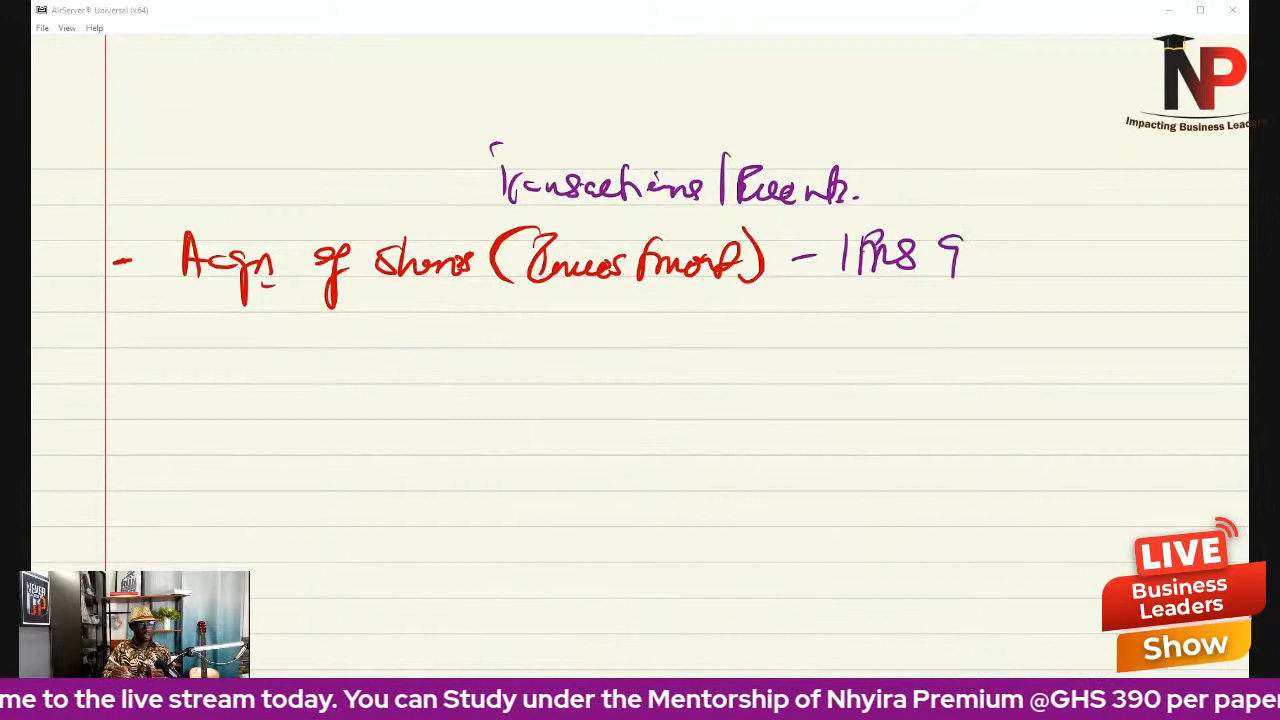 AirServer® Universal (x64)
File View Help
NP
Impacting Business Leaders
Transactions / Events.
- Acqn of shares (Investment) - IFRS 9
LIVE
Business
Leaders
Show
me to the live stream today. You can Study under the Mentorship of Nhyira Premium @GHS 390 per paper